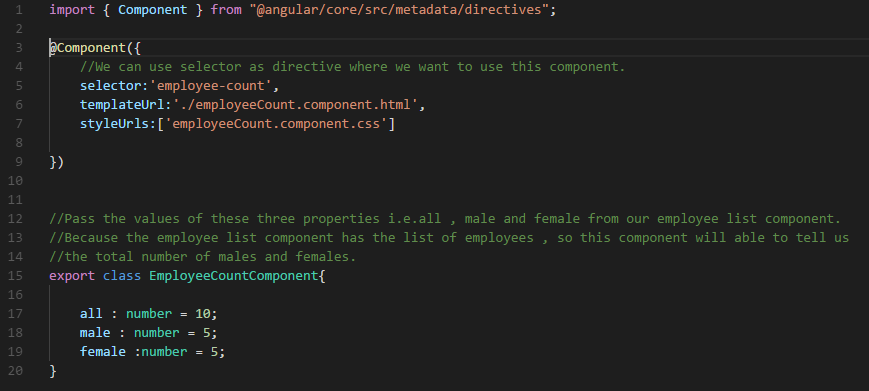 1 import { Component } from "@angular/core/src/metadata/directives";
2
3 @Component({
4 //We can use selector as directive where we want to use this component.
5 selector:'employee-count',
6 templateUrl:'./employeeCount.component.html',
7 styleUrls:['employeeCount.component.css']
8
9 })
10
11
12 //Pass the values of these three properties i.e.all , male and female from our employee list component.
13 //Because the employee list component has the list of employees , so this component will able to tell us
14 //the total number of males and females.
15 export class EmployeeCountComponent{
16
17 all : number = 10;
18 male : number = 5;
19 female :number = 5;
20 }